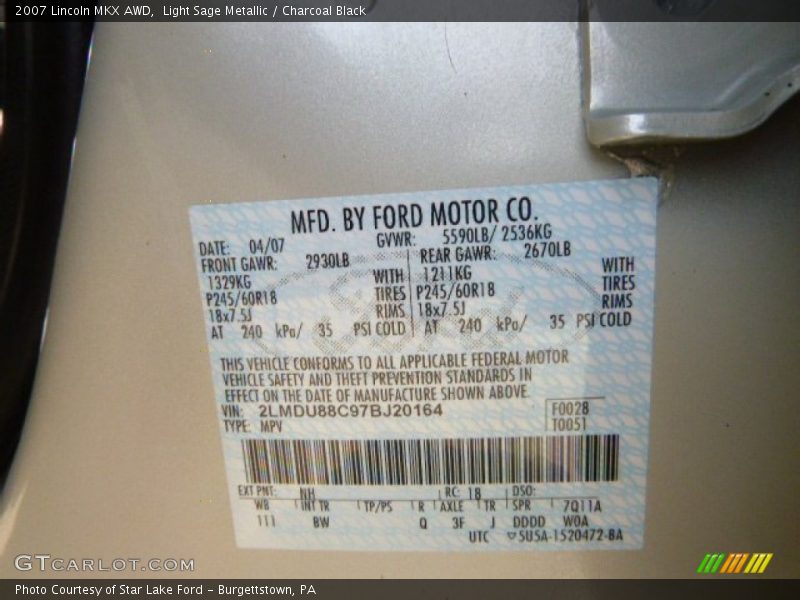 2007 Lincoln MKX AWD, Light Sage Metallic / Charcoal Black
MFD. BY FORD MOTOR CO.
DATE: 04/07 GVWR: 5590LB/ 2536KG
FRONT GAWR: 2930LB REAR GAWR: 2670LB
1329KG WITH 1211KG WITH
P245/60R18 TIRES P245/60R18 TIRES
18x7.5J RIMS 18x7.5J RIMS
AT 240 kPa/ 35 PSI COLD AT 240 kPa/ 35 PSI COLD
THIS VEHICLE CONFORMS TO ALL APPLICABLE FEDERAL MOTOR
VEHICLE SAFETY AND THEFT PREVENTION STANDARDS IN
EFFECT ON THE DATE OF MANUFACTURE SHOWN ABOVE.
VIN: 2LMDU88C97BJ20164 F0028
TYPE: MPV T0051
EXT PNT: NH RC: 18 DSO:
WB INT TR TP/PS R AXLE TR SPR 7Q11A
111 BW Q 3F J DDDD W0A
UTC ▽5U5A-1520472-BA
GTCARLOT.COM
Photo Courtesy of Star Lake Ford - Burgettstown, PA